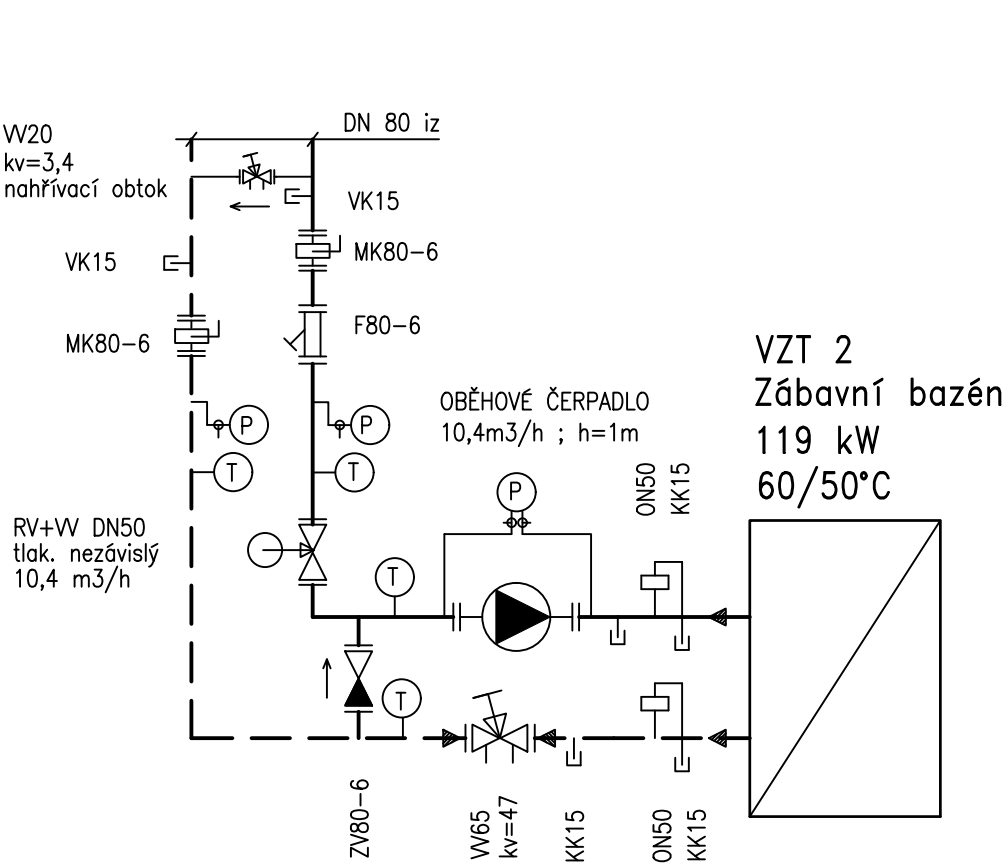 DN 80 iz
VV20
kv=3,4
nahřívací obtok
VK15
VK15
MK80-6
MK80-6
F80-6
P
P
T
T
RV+VV DN50
tlak. nezávislý
10,4 m3/h
OBĚHOVÉ ČERPADLO
10,4m3/h ; h=1m
P
T
T
ON50
KK15
VZT 2
Zábavní bazén
119 kW
60/50°C
ZV80-6
VV65
kv=47
KK15
ON50
KK15